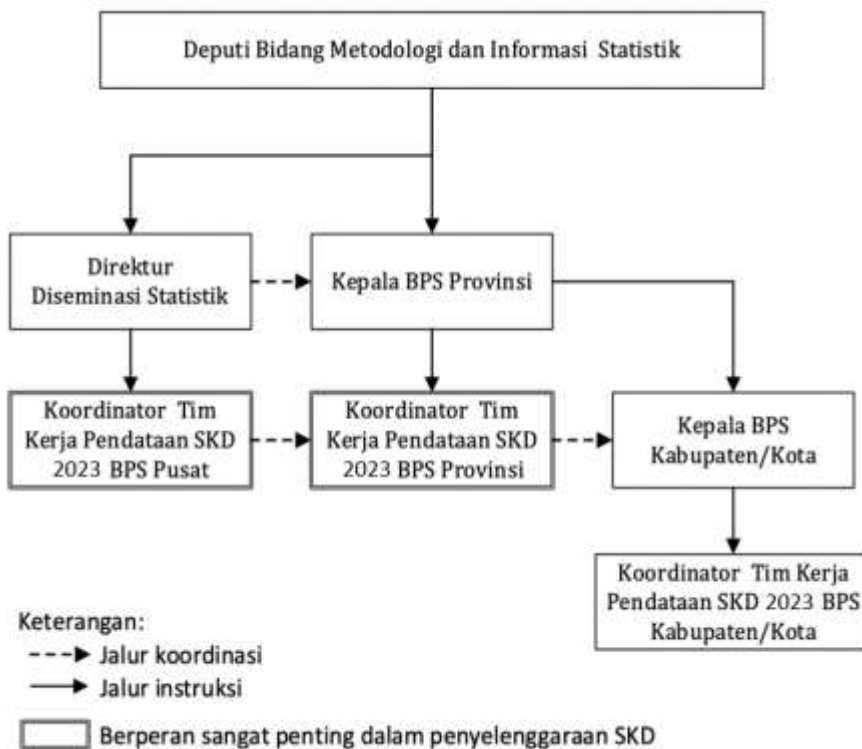 Deputi Bidang Metodologi dan Informasi Statistik
Direktur
Diseminasi Statistik
Kepala BPS Provinsi
Koordinator Tim
Kerja Pendataan SKD
2023 BPS Pusat
Koordinator Tim
Kerja Pendataan SKD
2023 BPS Provinsi
Kepala BPS
Kabupaten/Kota
Koordinator Tim Kerja
Pendataan SKD 2023 BPS
Kabupaten/Kota
Keterangan:
Jalur koordinasi
Jalur instruksi
Berperan sangat penting dalam penyelenggaraan SKD